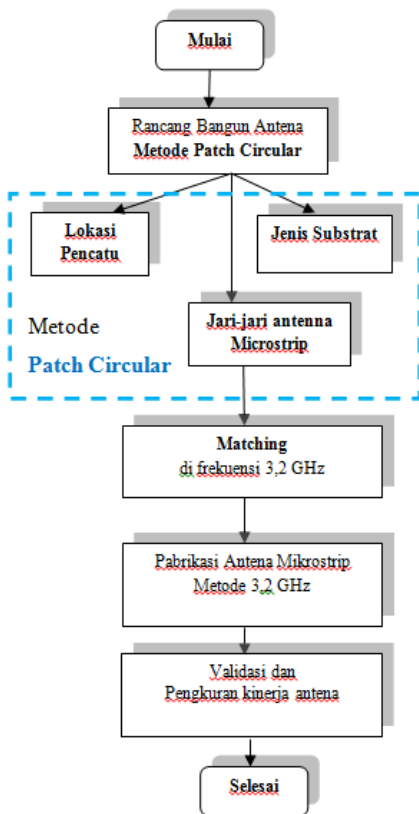 Mulai
Rancang Bangun Antena
Metode Patch Circular
Lokasi
Pencatu
Jenis Substrat
Jari-jari antenna
Microstrip
Metode
Patch Circular
Matching
di frekuensi 3,2 GHz
Pabrikasi Antena Mikrostrip
Metode 3,2 GHz
Validasi dan
Pengkuran kinerja antena
Selesai